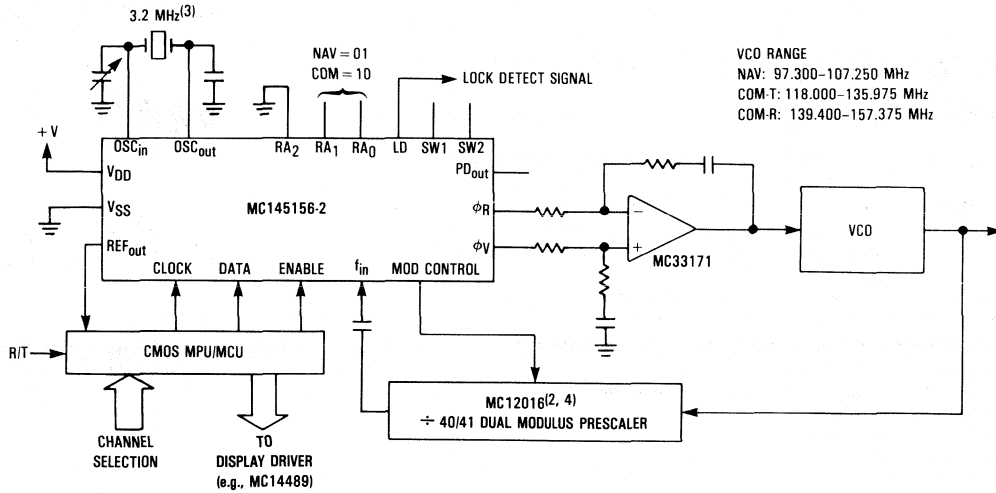 3.2 MHz(3)
NAV = 01
COM = 10
LOCK DETECT SIGNAL
VCO RANGE
NAV: 97.300–107.250 MHz
COM-T: 118.000–135.975 MHz
COM-R: 139.400–157.375 MHz
+ V
OSCin
OSCout
RA2
RA1
RA0
LD
SW1
SW2
VDD
PDout
VSS
MC145156-2
ϕR
REFout
ϕV
−
+
MC33171
VCO
CLOCK
DATA
ENABLE
fin
MOD CONTROL
R/T
CMOS MPU/MCU
MC12016(2, 4)
÷ 40/41 DUAL MODULUS PRESCALER
CHANNEL
SELECTION
TO
DISPLAY DRIVER
(e.g., MC14489)